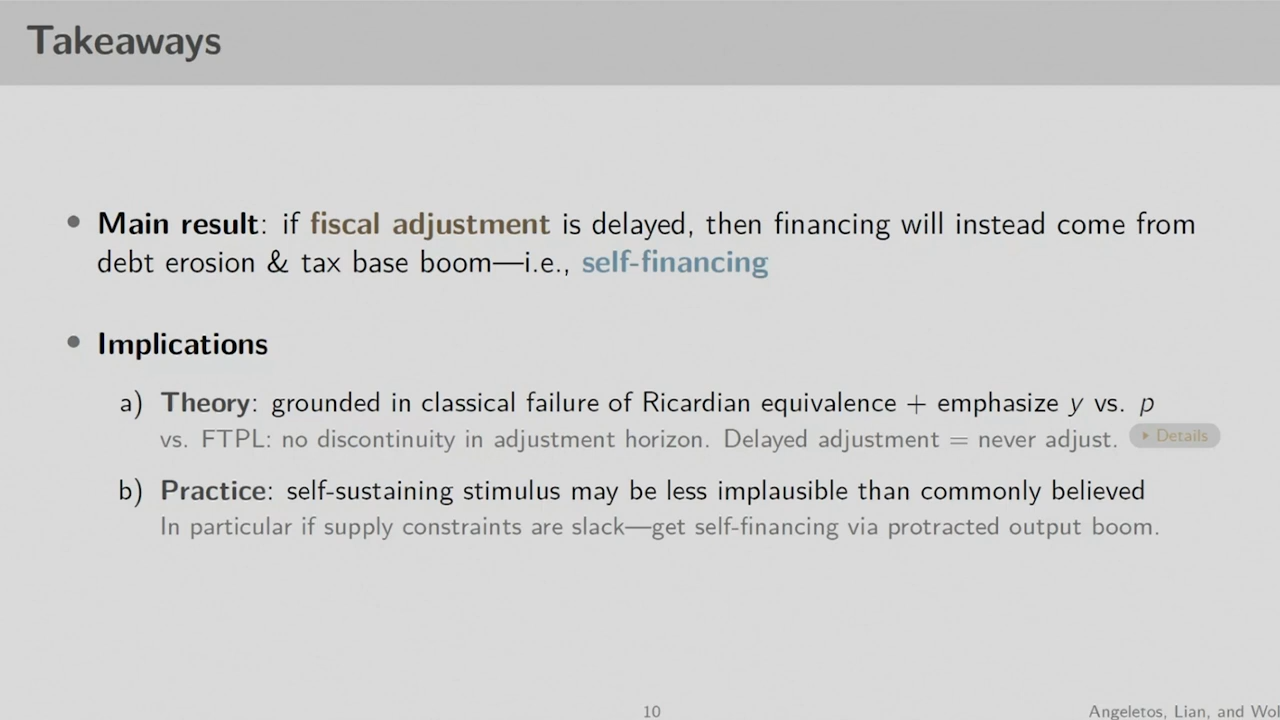 Takeaways
• Main result: if fiscal adjustment is delayed, then financing will instead come from
debt erosion & tax base boom—i.e., self-financing
• Implications
a) Theory: grounded in classical failure of Ricardian equivalence + emphasize y vs. p
vs. FTPL: no discontinuity in adjustment horizon. Delayed adjustment = never adjust. ▸ Details
b) Practice: self-sustaining stimulus may be less implausible than commonly believed
In particular if supply constraints are slack—get self-financing via protracted output boom.
10
Angeletos, Lian, and Wol